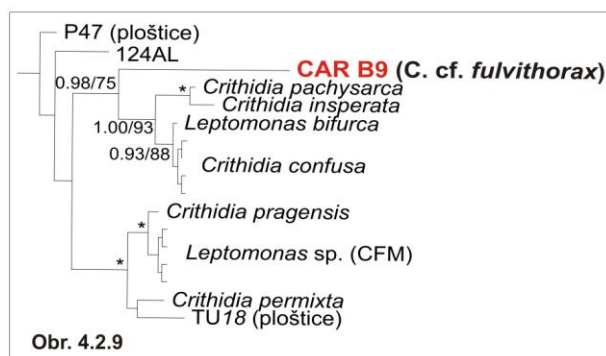 P47 (ploštice)
124AL
0.98/75
CAR B9 (C. cf. fulvithorax)
*
Crithidia pachysarca
Crithidia insperata
1.00/93
Leptomonas bifurca
0.93/88
Crithidia confusa
Crithidia pragensis
*
Leptomonas sp. (CFM)
*
Crithidia permixta
TU18 (ploštice)
Obr. 4.2.9